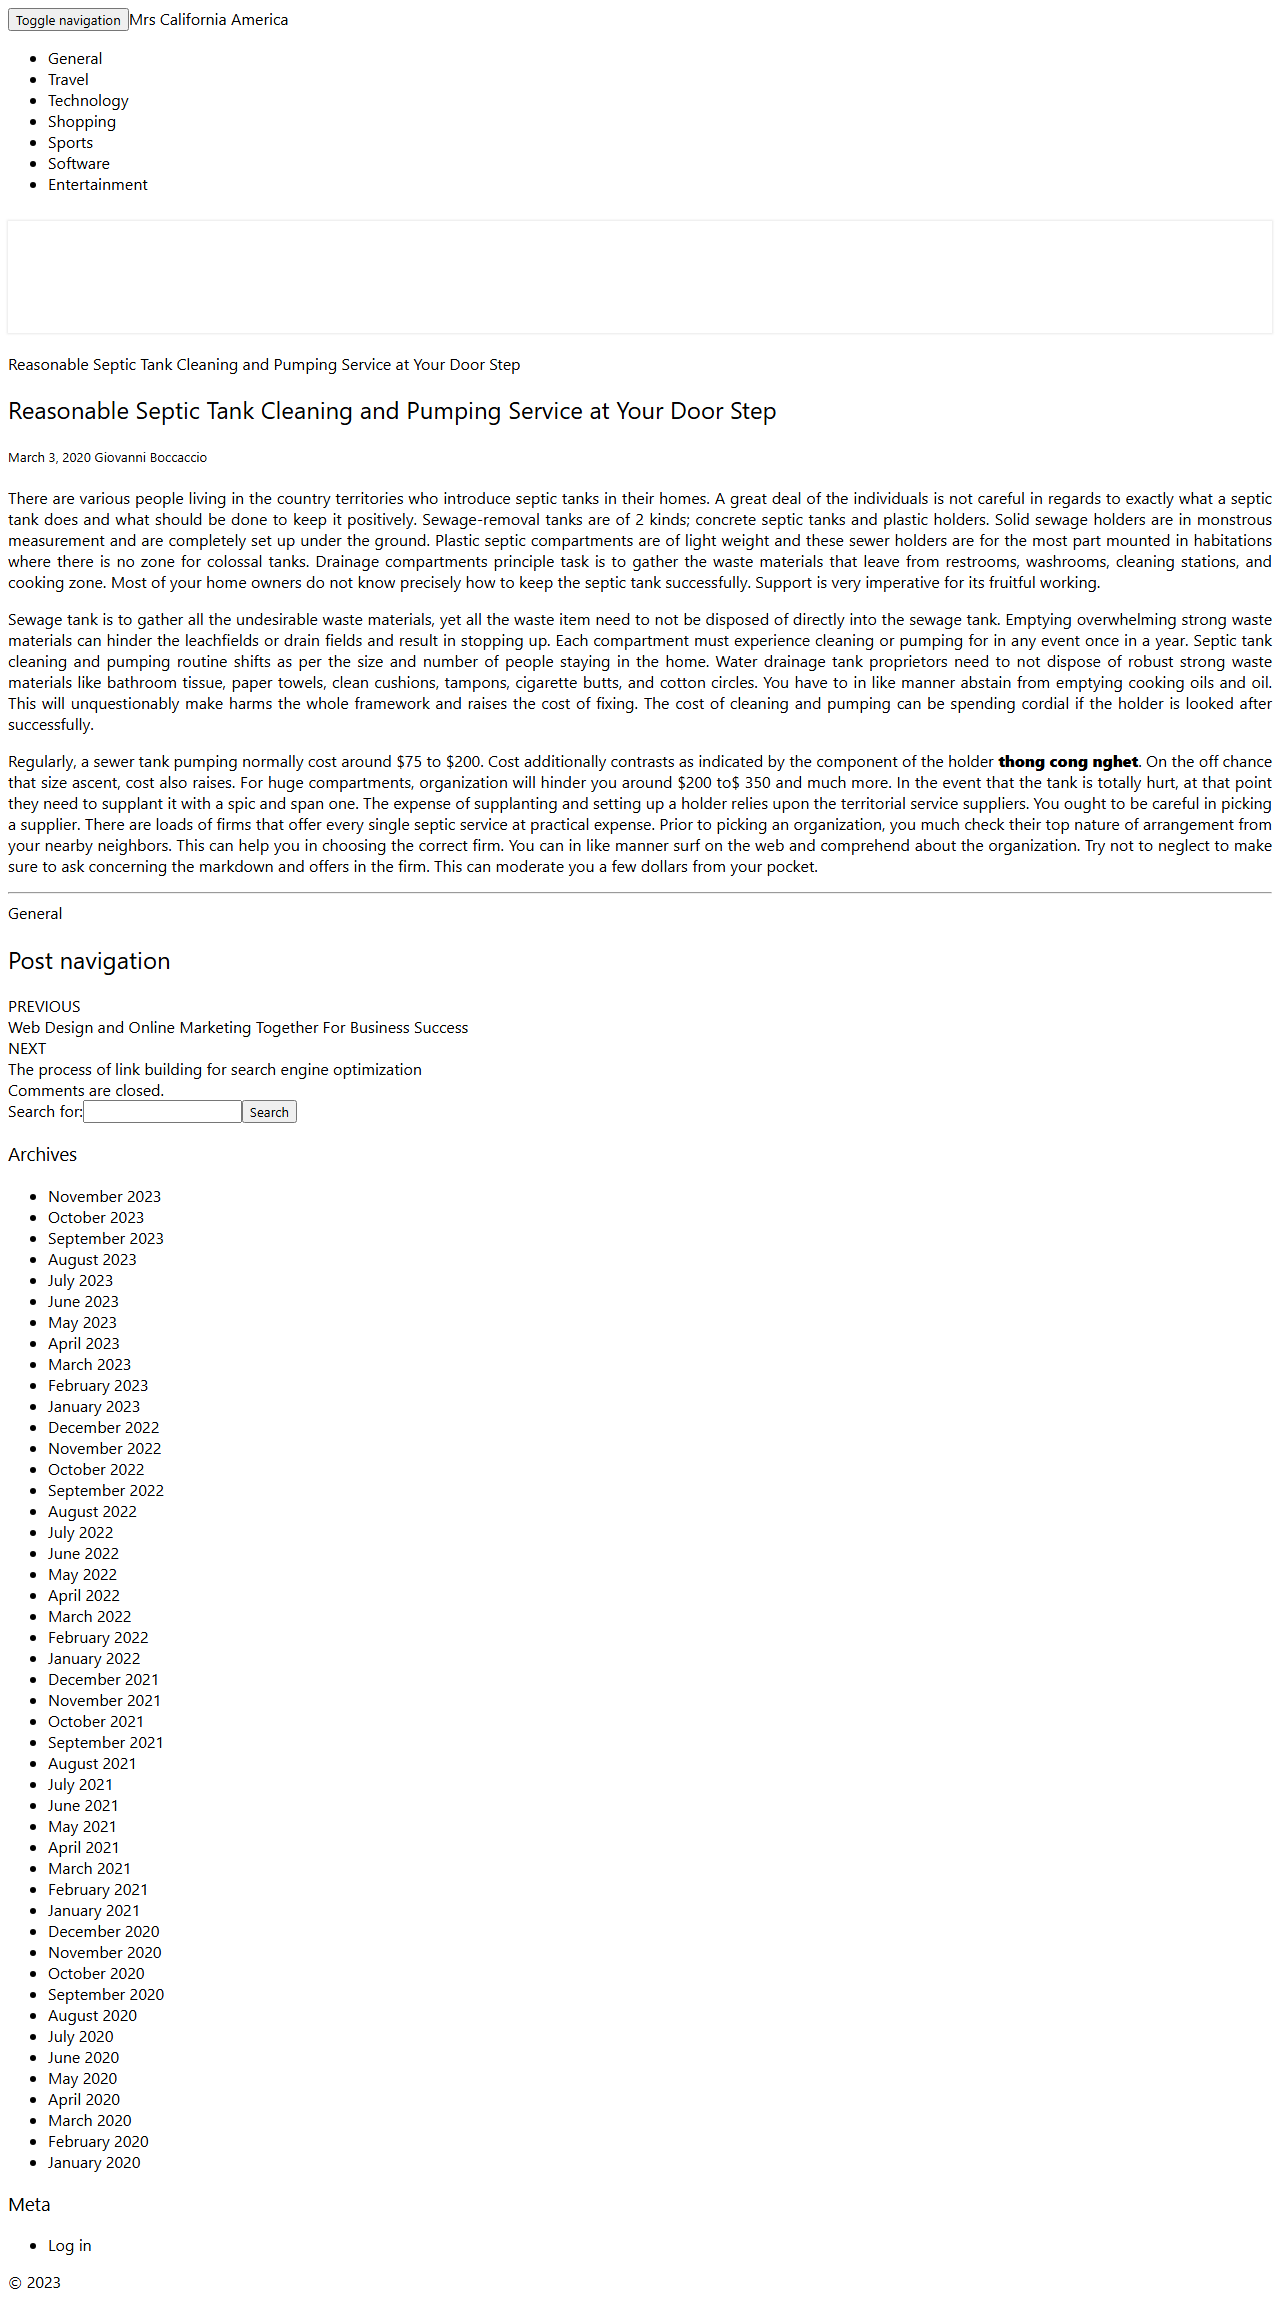 Toggle navigation Mrs California America
General
Travel
Technology
Shopping
Sports
Software
Entertainment
Reasonable Septic Tank Cleaning and Pumping Service at Your Door Step
Reasonable Septic Tank Cleaning and Pumping Service at Your Door Step
March 3, 2020 Giovanni Boccaccio
There are various people living in the country territories who introduce septic tanks in their homes. A great deal of the individuals is not careful in regards to exactly what a septic
tank does and what should be done to keep it positively. Sewage-removal tanks are of 2 kinds; concrete septic tanks and plastic holders. Solid sewage holders are in monstrous
measurement and are completely set up under the ground. Plastic septic compartments are of light weight and these sewer holders are for the most part mounted in habitations
where there is no zone for colossal tanks. Drainage compartments principle task is to gather the waste materials that leave from restrooms, washrooms, cleaning stations, and
cooking zone. Most of your home owners do not know precisely how to keep the septic tank successfully. Support is very imperative for its fruitful working.
Sewage tank is to gather all the undesirable waste materials, yet all the waste item need to not be disposed of directly into the sewage tank. Emptying overwhelming strong waste
materials can hinder the leachfields or drain fields and result in stopping up. Each compartment must experience cleaning or pumping for in any event once in a year. Septic tank
cleaning and pumping routine shifts as per the size and number of people staying in the home. Water drainage tank proprietors need to not dispose of robust strong waste
materials like bathroom tissue, paper towels, clean cushions, tampons, cigarette butts, and cotton circles. You have to in like manner abstain from emptying cooking oils and oil.
This will unquestionably make harms the whole framework and raises the cost of fixing. The cost of cleaning and pumping can be spending cordial if the holder is looked after
successfully.
Regularly, a sewer tank pumping normally cost around $75 to $200. Cost additionally contrasts as indicated by the component of the holder thong cong nghet. On the off chance
that size ascent, cost also raises. For huge compartments, organization will hinder you around $200 to$ 350 and much more. In the event that the tank is totally hurt, at that point
they need to supplant it with a spic and span one. The expense of supplanting and setting up a holder relies upon the territorial service suppliers. You ought to be careful in picking
a supplier. There are loads of firms that offer every single septic service at practical expense. Prior to picking an organization, you much check their top nature of arrangement from
your nearby neighbors. This can help you in choosing the correct firm. You can in like manner surf on the web and comprehend about the organization. Try not to neglect to make
sure to ask concerning the markdown and offers in the firm. This can moderate you a few dollars from your pocket.
General
Post navigation
PREVIOUS
Web Design and Online Marketing Together For Business Success
NEXT
The process of link building for search engine optimization
Comments are closed.
Search for: Search
Archives
November 2023
October 2023
September 2023
August 2023
July 2023
June 2023
May 2023
April 2023
March 2023
February 2023
January 2023
December 2022
November 2022
October 2022
September 2022
August 2022
July 2022
June 2022
May 2022
April 2022
March 2022
February 2022
January 2022
December 2021
November 2021
October 2021
September 2021
August 2021
July 2021
June 2021
May 2021
April 2021
March 2021
February 2021
January 2021
December 2020
November 2020
October 2020
September 2020
August 2020
July 2020
June 2020
May 2020
April 2020
March 2020
February 2020
January 2020
Meta
Log in
© 2023